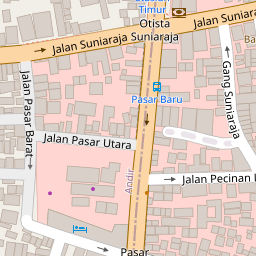 Timur
Otista
Jalan Suniaraja
Jalan Suniaraja Suniaraja
Gang Suniaraja
Jalan Pasar Barat
Pasar Baru
Jalan Pasar Utara
Jalan Pecinan
Andir
Pasar